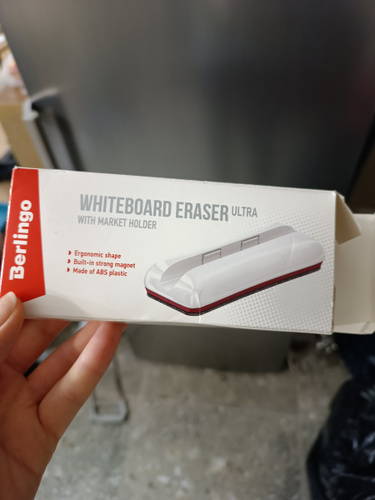 Berlingo
WHITEBOARD ERASER ULTRA
WITH MARKET HOLDER
Ergonomic shape
Built-in strong magnet
Made of ABS plastic